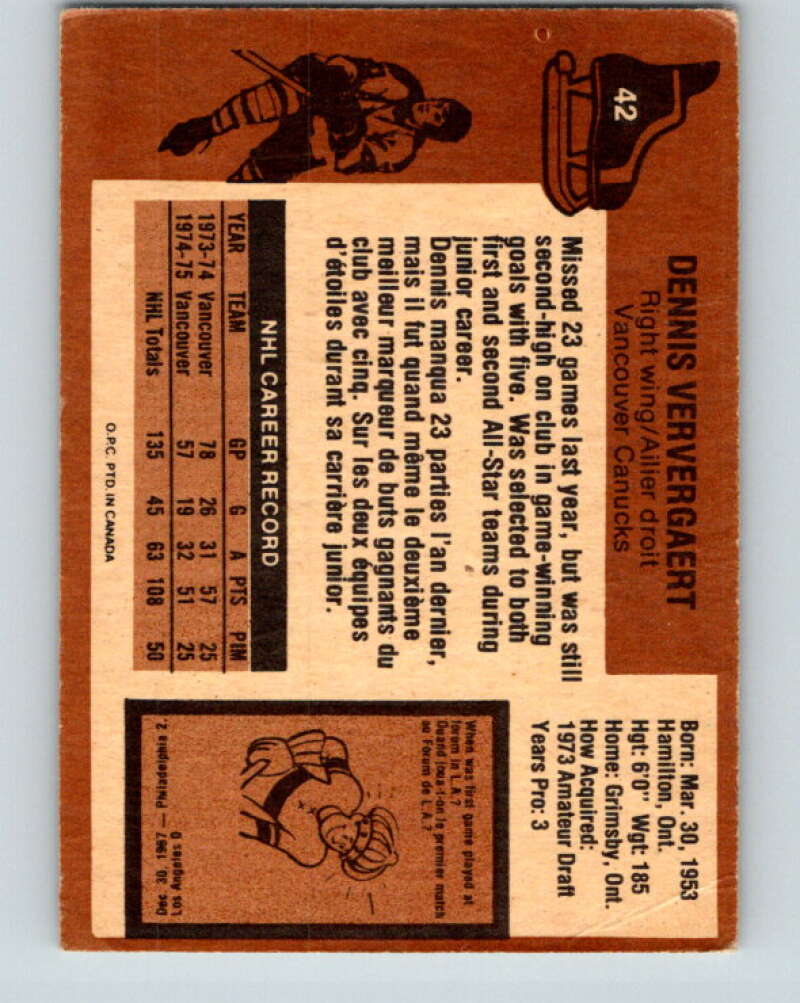 42
DENNIS VERVERGAERT
Right wing/Ailier droit
Vancouver Canucks
Missed 23 games last year, but was still
second-high on club in game-winning
goals with five. Was selected to both
first and second All-Star teams during
junior career.
Dennis manqua 23 parties l'an dernier,
mais il fut quand même le deuxième
meilleur marqueur de buts gagnants du
club avec cinq. Sur les deux équipes
d'étoiles durant sa carrière junior.
NHL CAREER RECORD
YEAR TEAM GP G A PTS PIM
1973-74 Vancouver 78 26 31 57 25
1974-75 Vancouver 57 19 32 51 25
NHL Totals 135 45 63 108 50
O.P.C. PTD. IN CANADA
Born: Mar. 30, 1953
Hamilton, Ont.
Hgt: 6'0" Wgt: 185
Home: Grimsby, Ont.
How Acquired:
1973 Amateur Draft
Years Pro: 3
When was first game played at
forum in L.A.?
Quand joua-t-on le premier match
au Forum de L.A.?
Dec 30, 1967 — Philadelphia 2,
Los Angeles 0